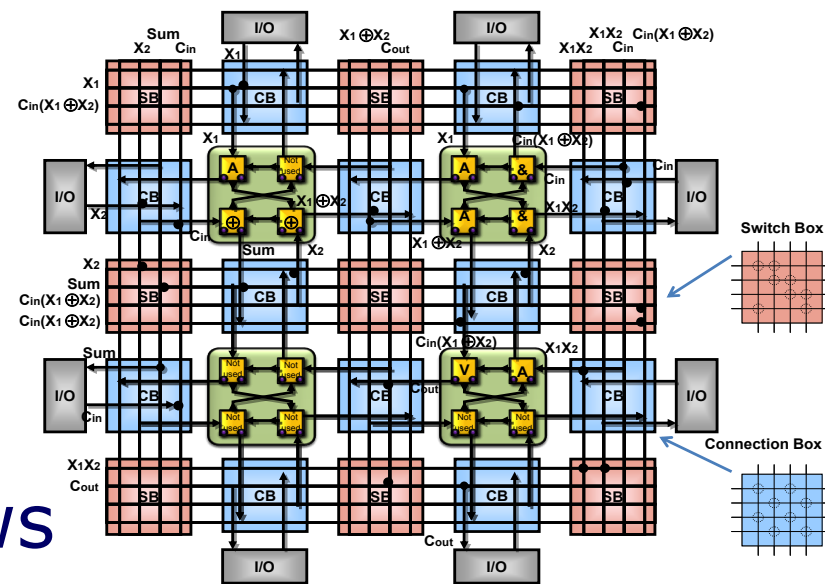 Sum
X2 Cin
I/O
X1
X1⊕X2
Cout
I/O
X1X2
X1X2 Cin(X1⊕X2)
Cin
X1
Cin(X1⊕X2)
SB
CB
SB
CB
SB
X1
X1
Cin(X1⊕X2)
I/O
X2
CB
A
Not used
⊕
⊕
X1⊕X2
Cin
Sum
X2
CB
X1⊕X2
A
&
A
&
Cin
X1X2
X2
CB
Cin
I/O
X2
Sum
Cin(X1⊕X2)
Cin(X1⊕X2)
SB
CB
SB
CB
SB
Switch Box
Cin(X1⊕X2)
X1X2
Sum
I/O
Cin
CB
Not used
Not used
Not used
Not used
CB
Cout
V
A
Not used
Not used
CB
I/O
Connection Box
X1X2
Cout
SB
CB
SB
CB
SB
ws
Cout
I/O
I/O